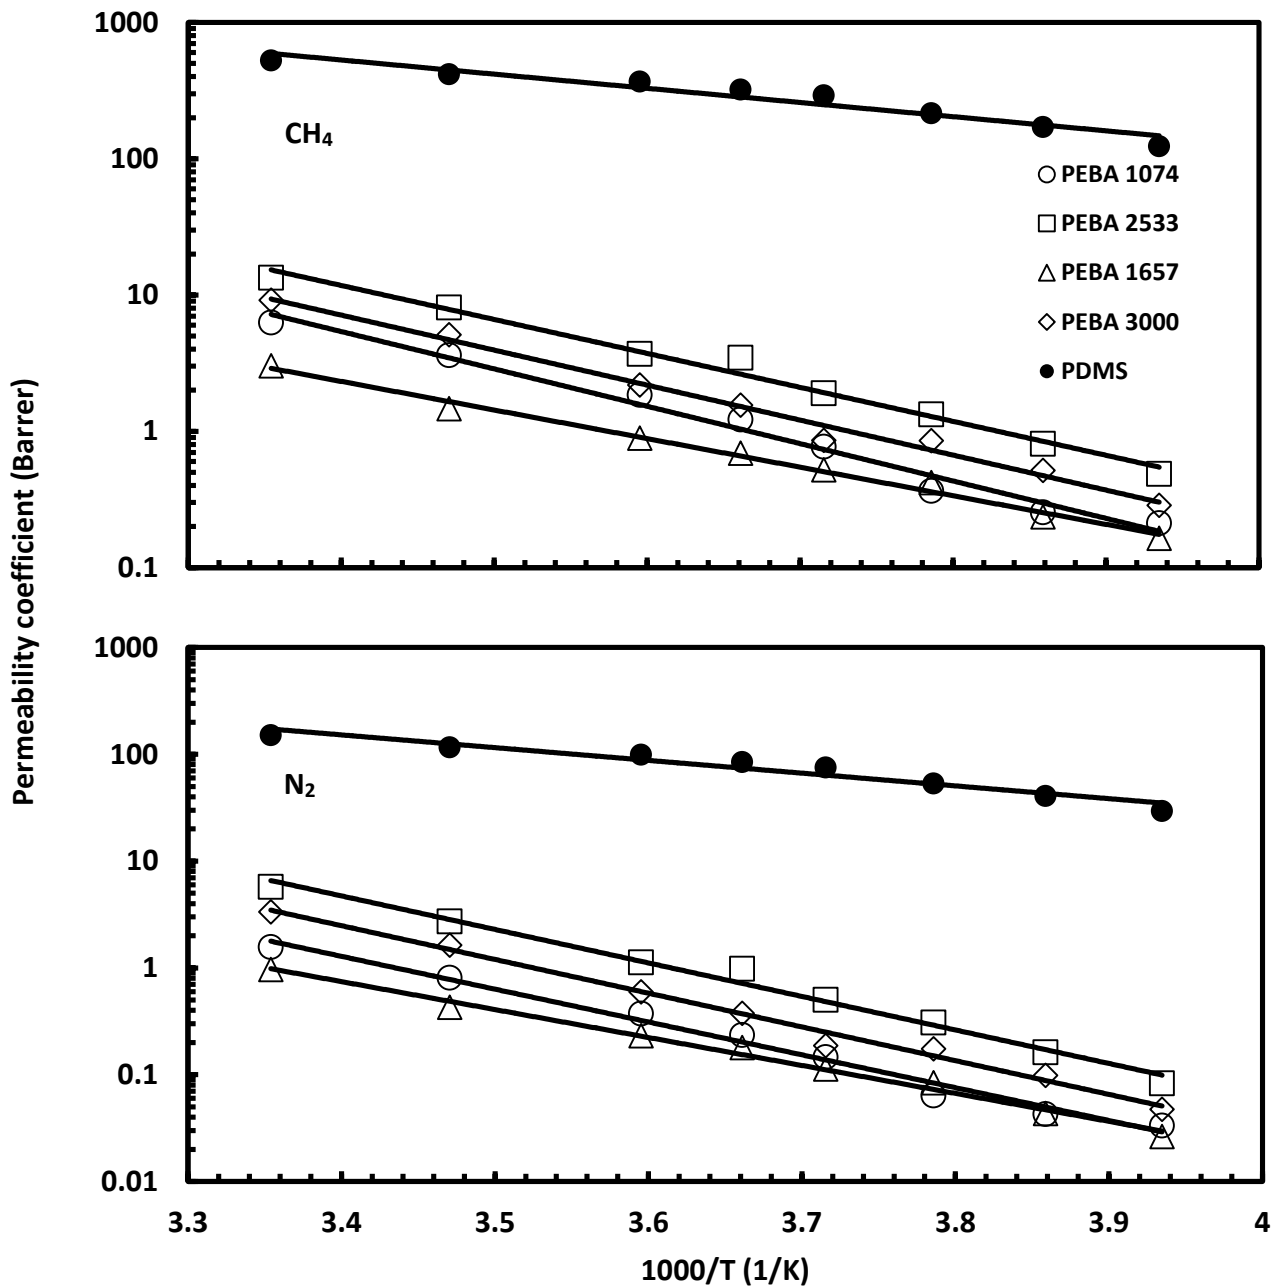 1000
100
10
1
0.1
CH₄
PEBA 1074
PEBA 2533
PEBA 1657
PEBA 3000
PDMS
Permeability coefficient (Barrer)
1000
100
10
1
0.1
0.01
N₂
3.3 3.4 3.5 3.6 3.7 3.8 3.9 4
1000/T (1/K)